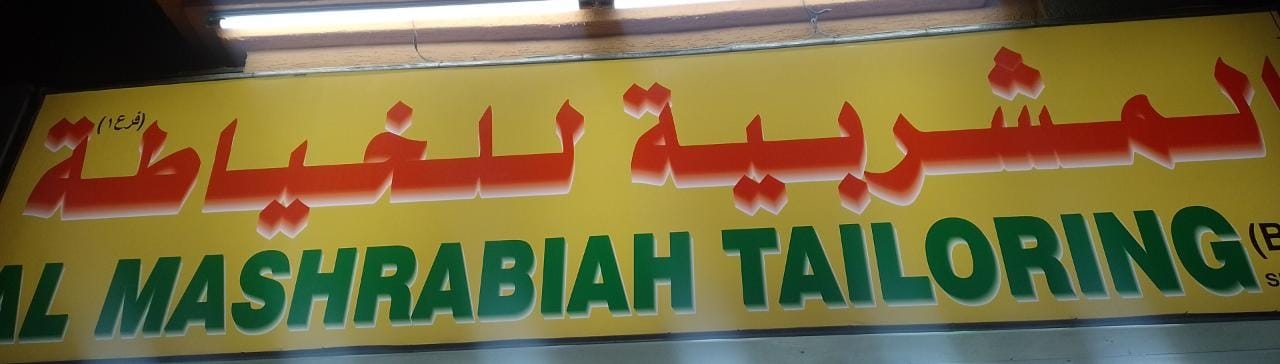 المشربية للخياطة
(فرع ١)
AL MASHRABIAH TAILORING